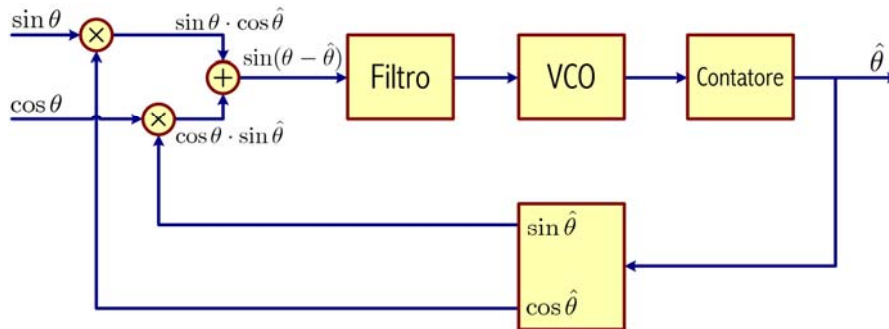 sin θ
sin θ · cos θ̂
×
sin(θ − θ̂)
+
Filtro
VCO
Contatore
θ̂
cos θ
×
cos θ · sin θ̂
sin θ̂
cos θ̂